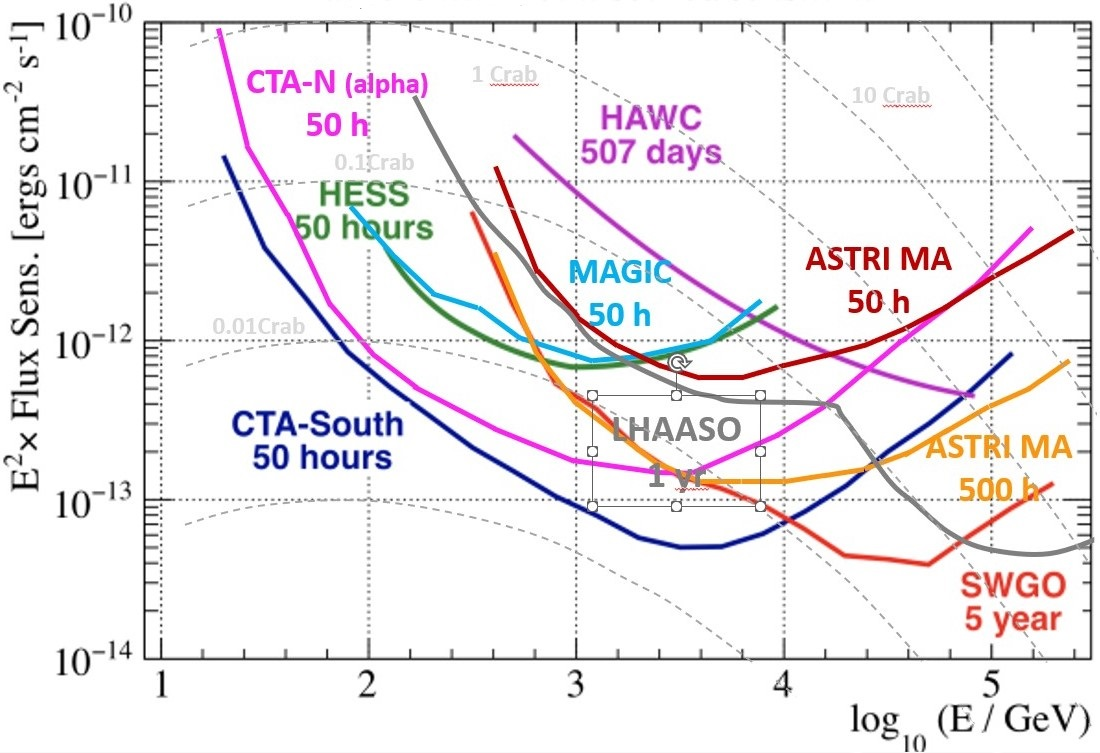 10⁻¹⁰
10⁻¹¹
10⁻¹²
10⁻¹³
10⁻¹⁴
E²× Flux Sens. [ergs cm⁻² s⁻¹]
CTA-N (alpha)
50 h
1 Crab
10 Crab
HAWC
507 days
0.1Crab
HESS
50 hours
MAGIC
50 h
ASTRI MA
50 h
0.01Crab
CTA-South
50 hours
LHAASO
1 yr
ASTRI MA
500 h
SWGO
5 year
1 2 3 4 5
log₁₀ (E / GeV)